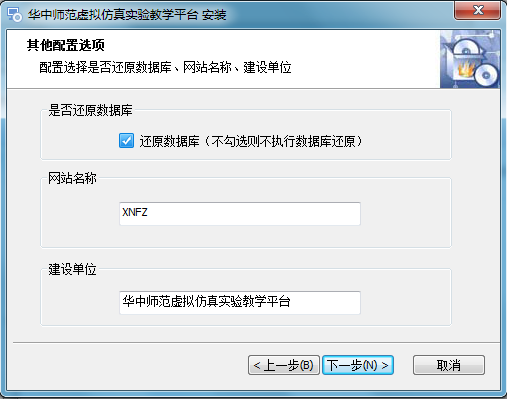 华中师范虚拟仿真实验教学平台 安装
其他配置选项
配置选择是否还原数据库、网站名称、建设单位
是否还原数据库
还原数据库（不勾选则不执行数据库还原）
网站名称
XNFZ
建设单位
华中师范虚拟仿真实验教学平台
< 上一步(B) 下一步(N) > 取消